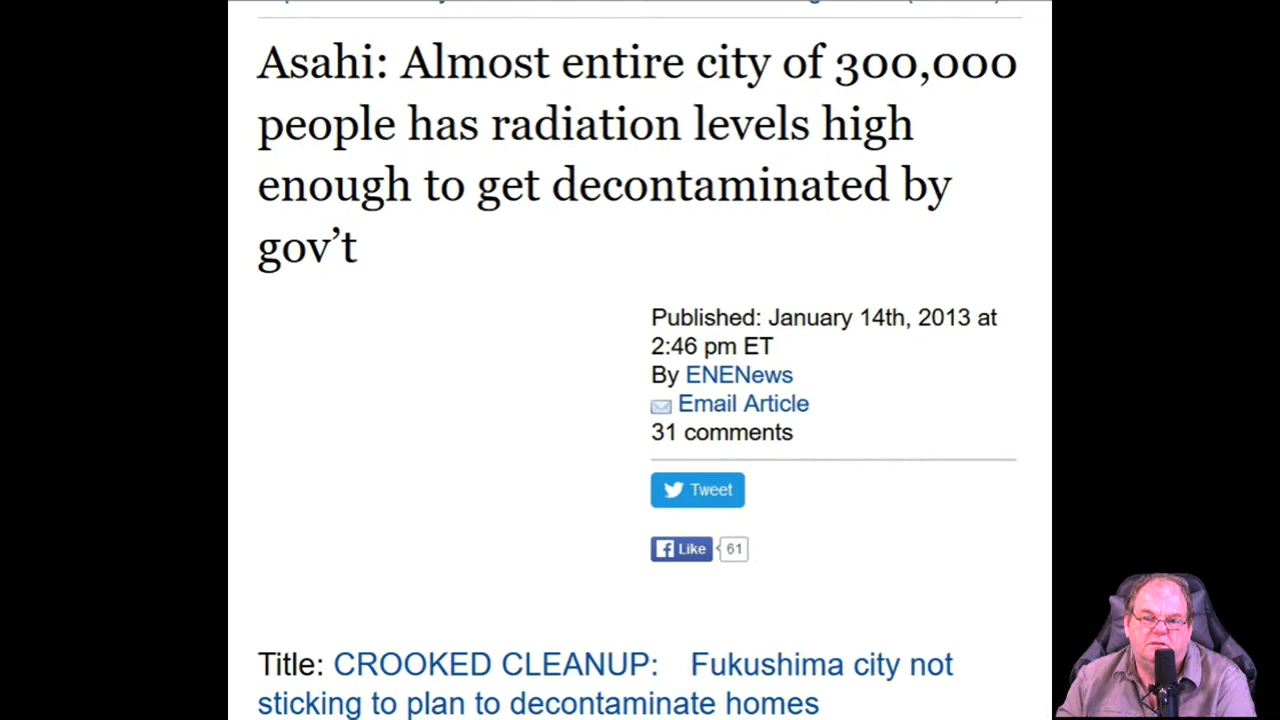 Asahi: Almost entire city of 300,000
people has radiation levels high
enough to get decontaminated by
gov’t
Published: January 14th, 2013 at
2:46 pm ET
By ENENews
Email Article
31 comments
Tweet
Like 61
Title: CROOKED CLEANUP: Fukushima city not
sticking to plan to decontaminate homes